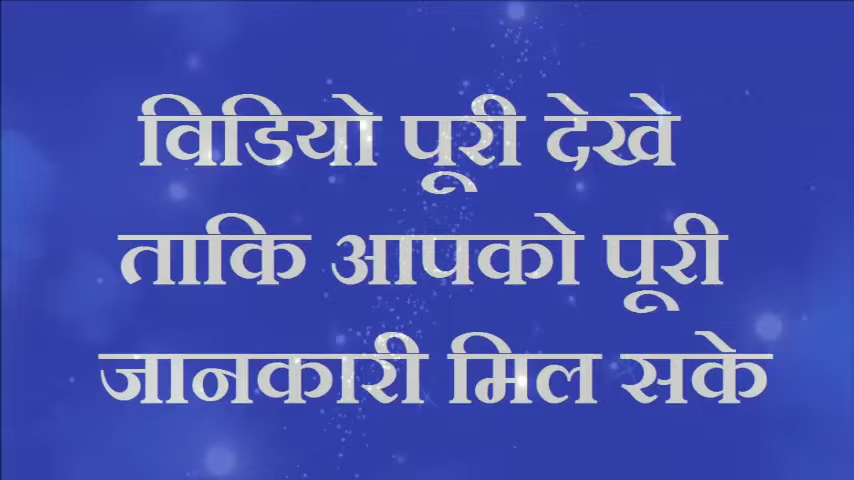 विडियो पूरी देखे
ताकि आपको पूरी
जानकारी मिल सके